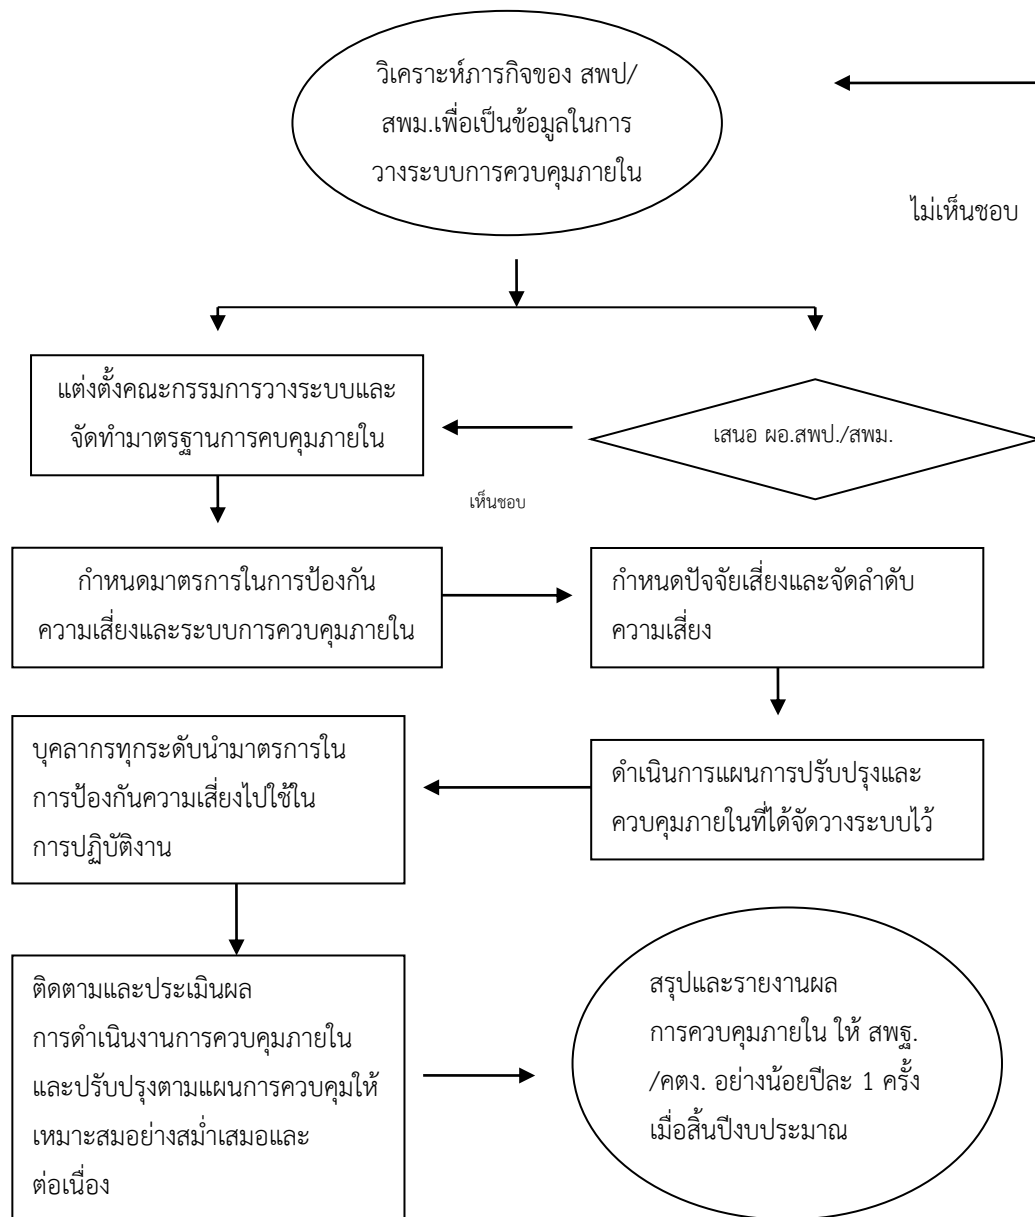 วิเคราะห์ภารกิจของ สพป/
สพม.เพื่อเป็นข้อมูลในการ
วางระบบการควบคุมภายใน
ไม่เห็นชอบ
แต่งตั้งคณะกรรมการวางระบบและ
จัดทำมาตรฐานการคบคุมภายใน
เสนอ ผอ.สพป./สพม.
เห็นชอบ
กำหนดมาตรการในการป้องกัน
ความเสี่ยงและระบบการควบคุมภายใน
กำหนดปัจจัยเสี่ยงและจัดลำดับ
ความเสี่ยง
บุคลากรทุกระดับนำมาตรการใน
การป้องกันความเสี่ยงไปใช้ใน
การปฏิบัติงาน
ดำเนินการแผนการปรับปรุงและ
ควบคุมภายในที่ได้จัดวางระบบไว้
ติดตามและประเมินผล
การดำเนินงานการควบคุมภายใน
และปรับปรุงตามแผนการควบคุมให้
เหมาะสมอย่างสม่ำเสมอและ
ต่อเนื่อง
สรุปและรายงานผล
การควบคุมภายใน ให้ สพฐ.
/คตง. อย่างน้อยปีละ 1 ครั้ง
เมื่อสิ้นปีงบประมาณ